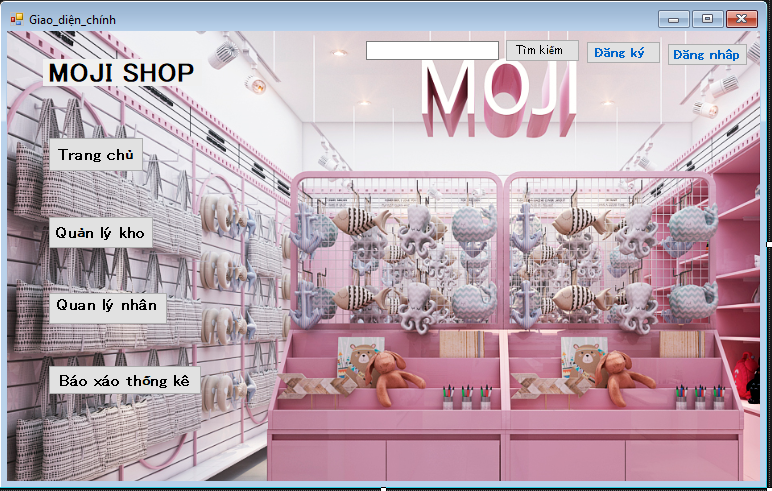 Giao_diện_chính
Tìm kiếm
Đăng ký
Đăng nhâp
MOJI SHOP
MOJI
Trang chủ
Quản lý kho
Quan lý nhân
Báo xáo thống kê